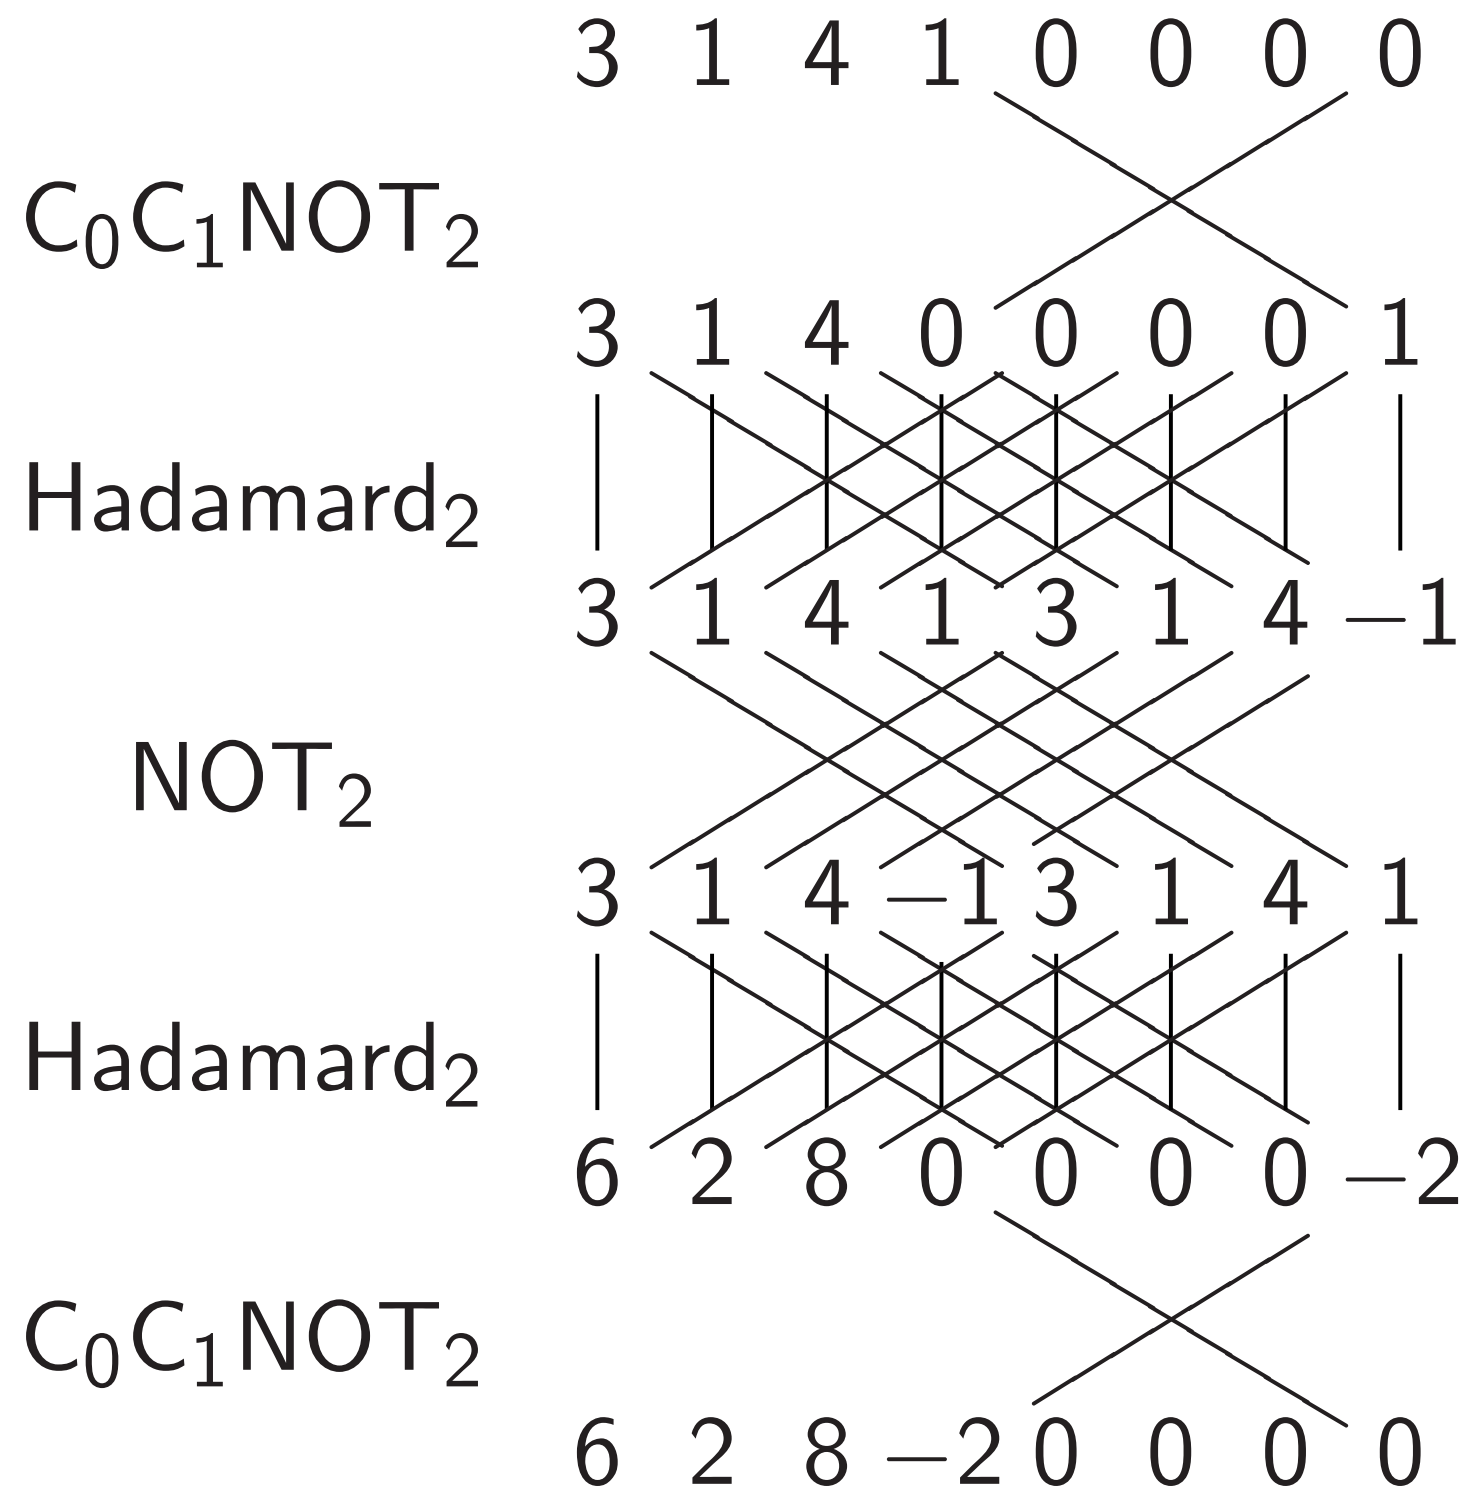 3 1 4 1 0 0 0 0
C₀C₁NOT₂
3 1 4 0 0 0 0 1
Hadamard₂
3 1 4 1 3 1 4 −1
NOT₂
3 1 4 −1 3 1 4 1
Hadamard₂
6 2 8 0 0 0 0 −2
C₀C₁NOT₂
6 2 8 −2 0 0 0 0